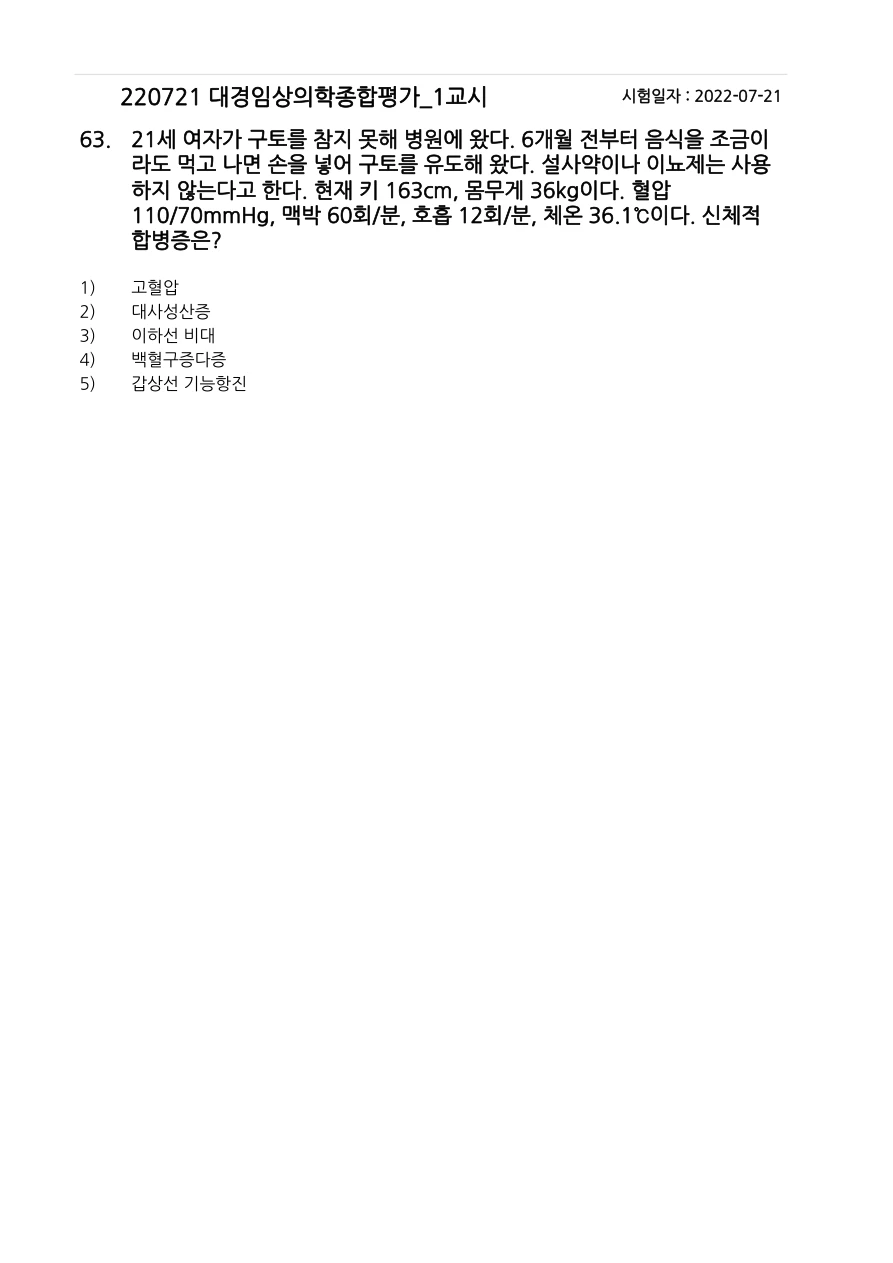 220721 대경임상의학종합평가_1교시 시험일자 : 2022-07-21
63. 21세 여자가 구토를 참지 못해 병원에 왔다. 6개월 전부터 음식을 조금이
라도 먹고 나면 손을 넣어 구토를 유도해 왔다. 설사약이나 이뇨제는 사용
하지 않는다고 한다. 현재 키 163cm, 몸무게 36kg이다. 혈압
110/70mmHg, 맥박 60회/분, 호흡 12회/분, 체온 36.1℃이다. 신체적
합병증은?
1) 고혈압
2) 대사성산증
3) 이하선 비대
4) 백혈구증다증
5) 갑상선 기능항진